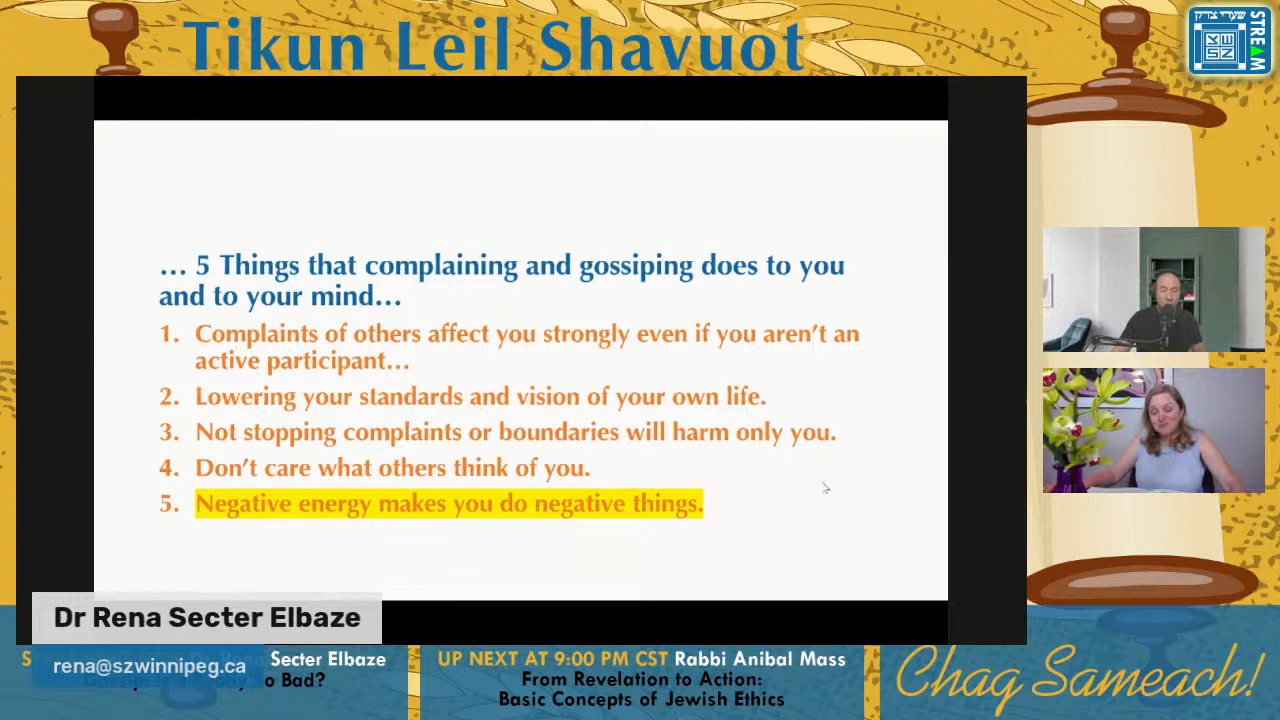 Tikun Leil Shavuot
שערי צדק
STREAM
… 5 Things that complaining and gossiping does to you
and to your mind…
1. Complaints of others affect you strongly even if you aren't an
active participant…
2. Lowering your standards and vision of your own life.
3. Not stopping complaints or boundaries will harm only you.
4. Don't care what others think of you.
5. Negative energy makes you do negative things.
Dr Rena Secter Elbaze
rena@szwinnipeg.ca
Secter Elbaze
o Bad?
UP NEXT AT 9:00 PM CST Rabbi Anibal Mass
From Revelation to Action:
Basic Concepts of Jewish Ethics
Chag Sameach!